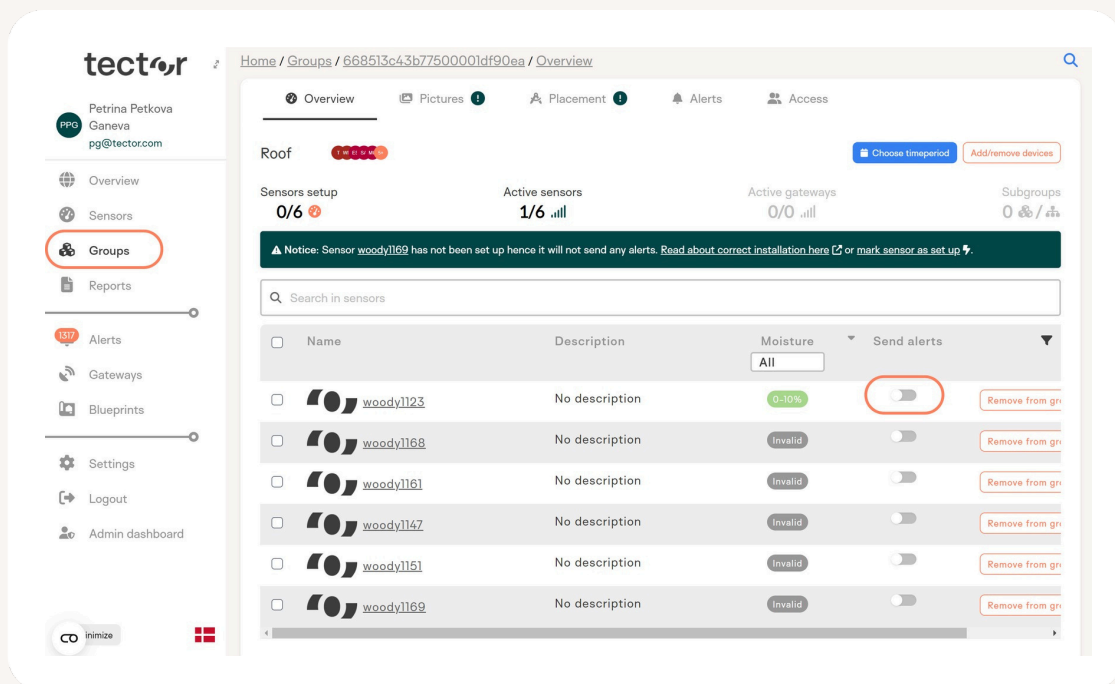 tector
Home / Groups / 668513c43b77500001df90ea / Overview
PPG
Petrina Petkova
Ganeva
pg@tector.com
Overview
Sensors
Groups
Reports
1317
Alerts
Gateways
Blueprints
Settings
Logout
Admin dashboard
inimize
Overview Pictures ! Placement ! Alerts Access
Roof
Choose timeperiod Add/remove devices
Sensors setup Active sensors Active gateways Subgroups
0/6 1/6 0/0 0 /
Notice: Sensor woody1169 has not been set up hence it will not send any alerts. Read about correct installation here or mark sensor as set up.
Search in sensors
Name Description Moisture Send alerts
All
woody1123 No description 0-10% Remove from gr
woody1168 No description Invalid Remove from gr
woody1161 No description Invalid Remove from gr
woody1147 No description Invalid Remove from gr
woody1151 No description Invalid Remove from gr
woody1169 No description Invalid Remove from gr